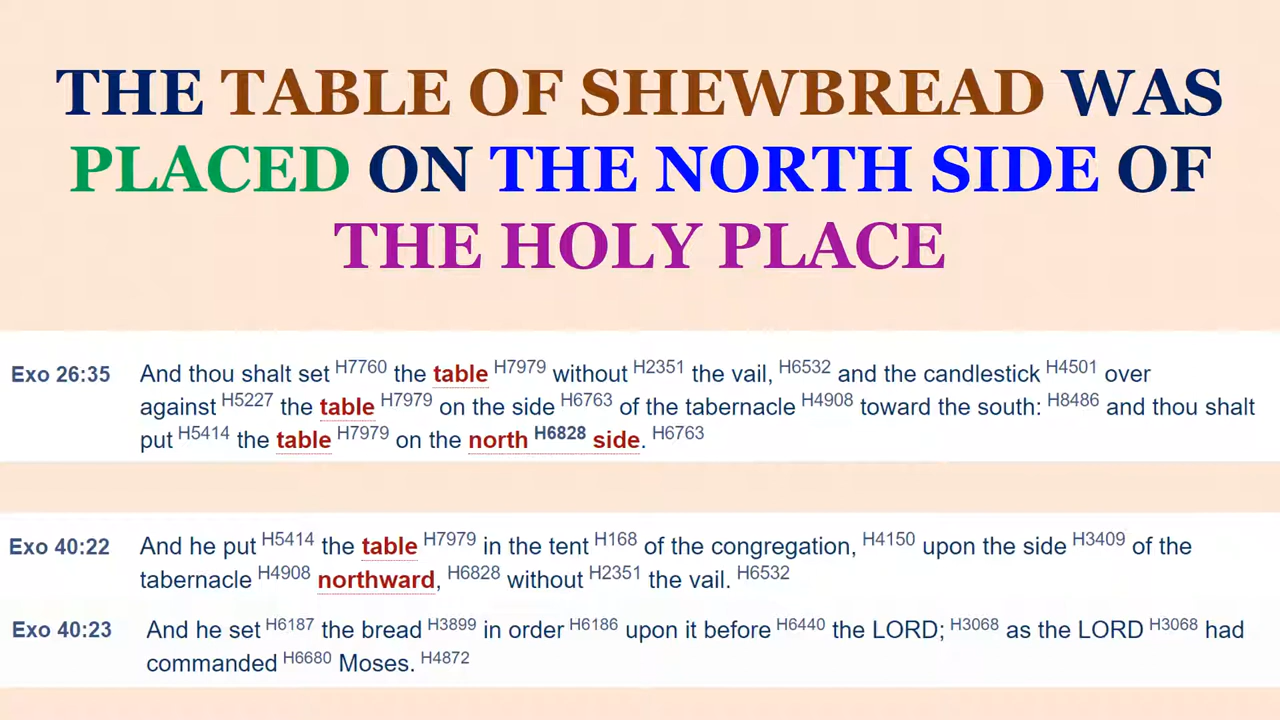 THE TABLE OF SHEWBREAD WAS
PLACED ON THE NORTH SIDE OF
THE HOLY PLACE
Exo 26:35 And thou shalt set H7760 the table H7979 without H2351 the vail, H6532 and the candlestick H4501 over
against H5227 the table H7979 on the side H6763 of the tabernacle H4908 toward the south: H8486 and thou shalt
put H5414 the table H7979 on the north H6828 side. H6763
Exo 40:22 And he put H5414 the table H7979 in the tent H168 of the congregation, H4150 upon the side H3409 of the
tabernacle H4908 northward, H6828 without H2351 the vail. H6532
Exo 40:23 And he set H6187 the bread H3899 in order H6186 upon it before H6440 the LORD; H3068 as the LORD H3068 had
commanded H6680 Moses. H4872